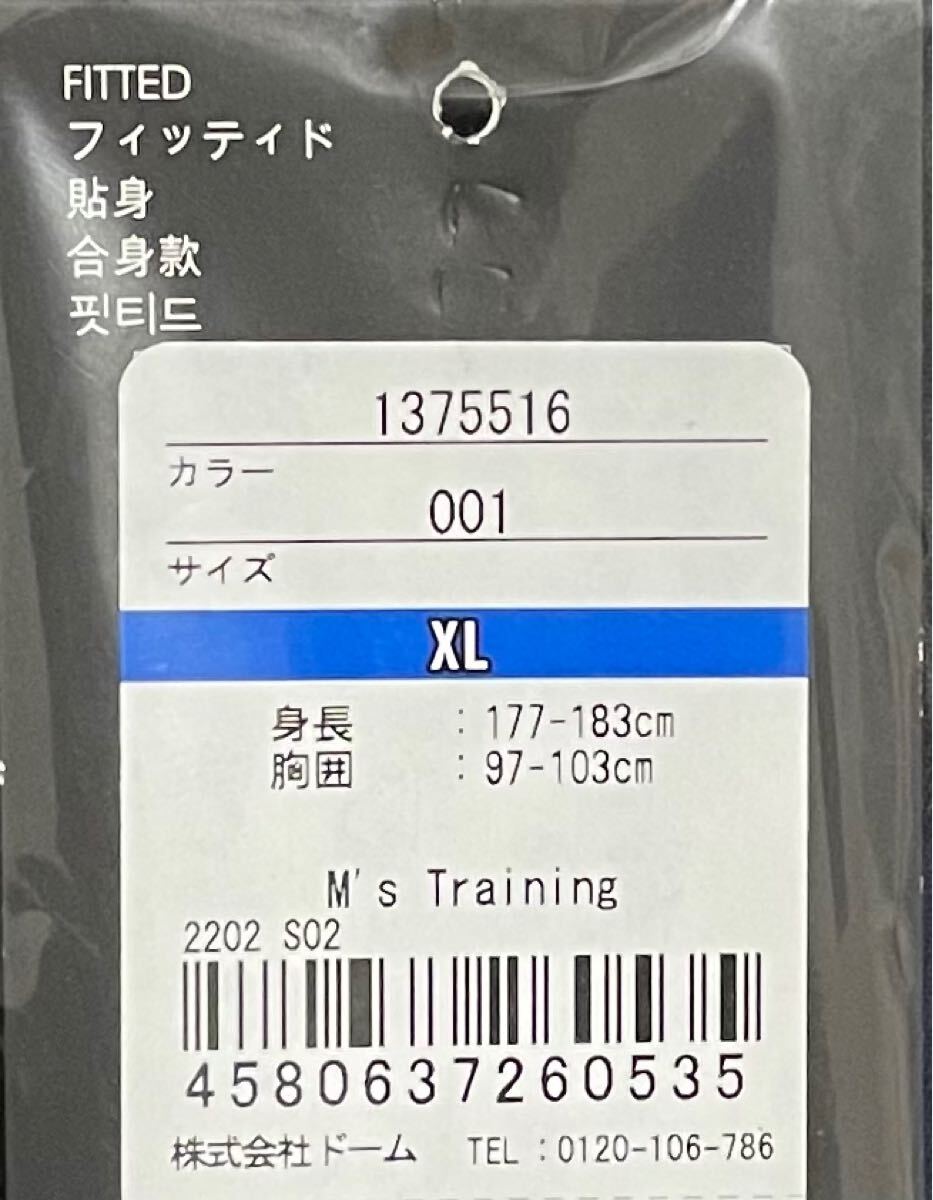 FITTED
フィッティド
貼身
合身款
핏티드
1375516
カラー
001
サイズ
XL
身長 : 177-183cm
胸囲 : 97-103cm
M's Training
2202 S02
4580637260535
株式会社ドーム TEL:0120-106-786